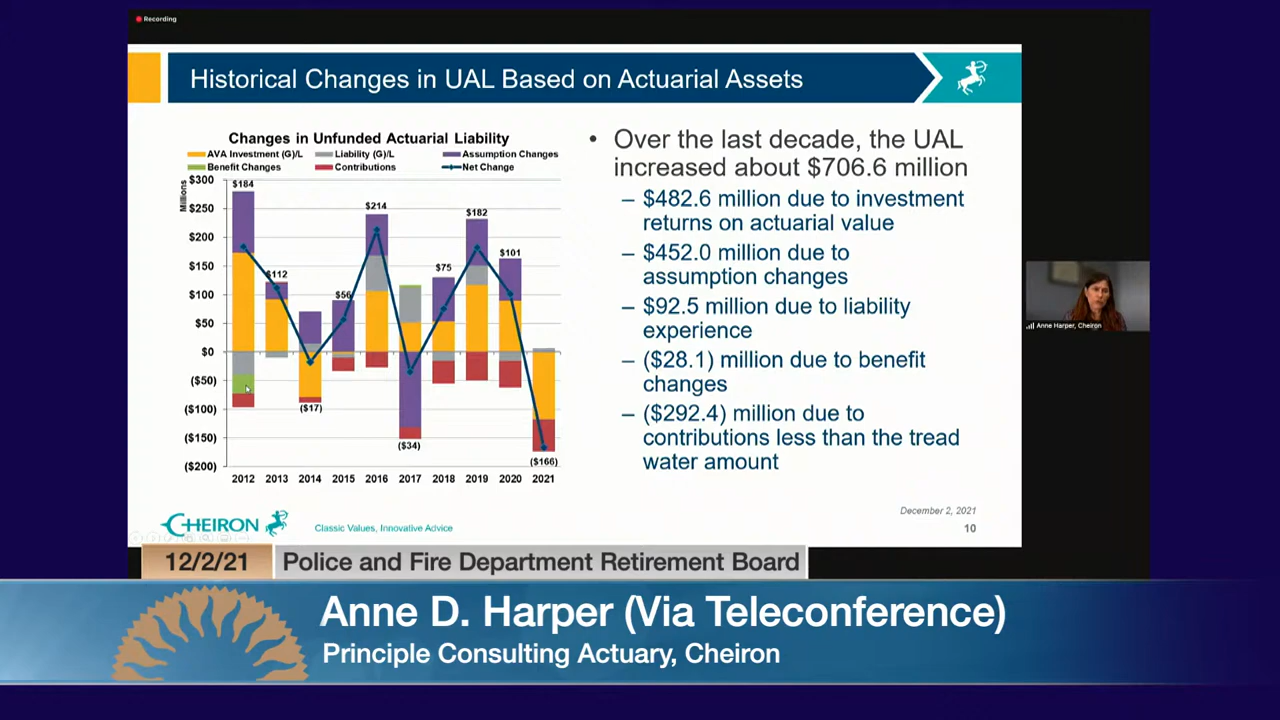 Recording
Historical Changes in UAL Based on Actuarial Assets
Changes in Unfunded Actuarial Liability
AVA Investment (G)/L
Liability (G)/L
Assumption Changes
Benefit Changes
Contributions
Net Change
Millions
$300
$250
$200
$150
$100
$50
$0
($50)
($100)
($150)
($200)
$184
$112
($17)
$56
$214
($34)
$75
$182
$101
($166)
2012 2013 2014 2015 2016 2017 2018 2019 2020 2021
• Over the last decade, the UAL
increased about $706.6 million
– $482.6 million due to investment
returns on actuarial value
– $452.0 million due to
assumption changes
– $92.5 million due to liability
experience
– ($28.1) million due to benefit
changes
– ($292.4) million due to
contributions less than the tread
water amount
Anne Harper, Cheiron
CHEIRON
Classic Values, Innovative Advice
December 2, 2021
10
12/2/21
Police and Fire Department Retirement Board
Anne D. Harper (Via Teleconference)
Principle Consulting Actuary, Cheiron